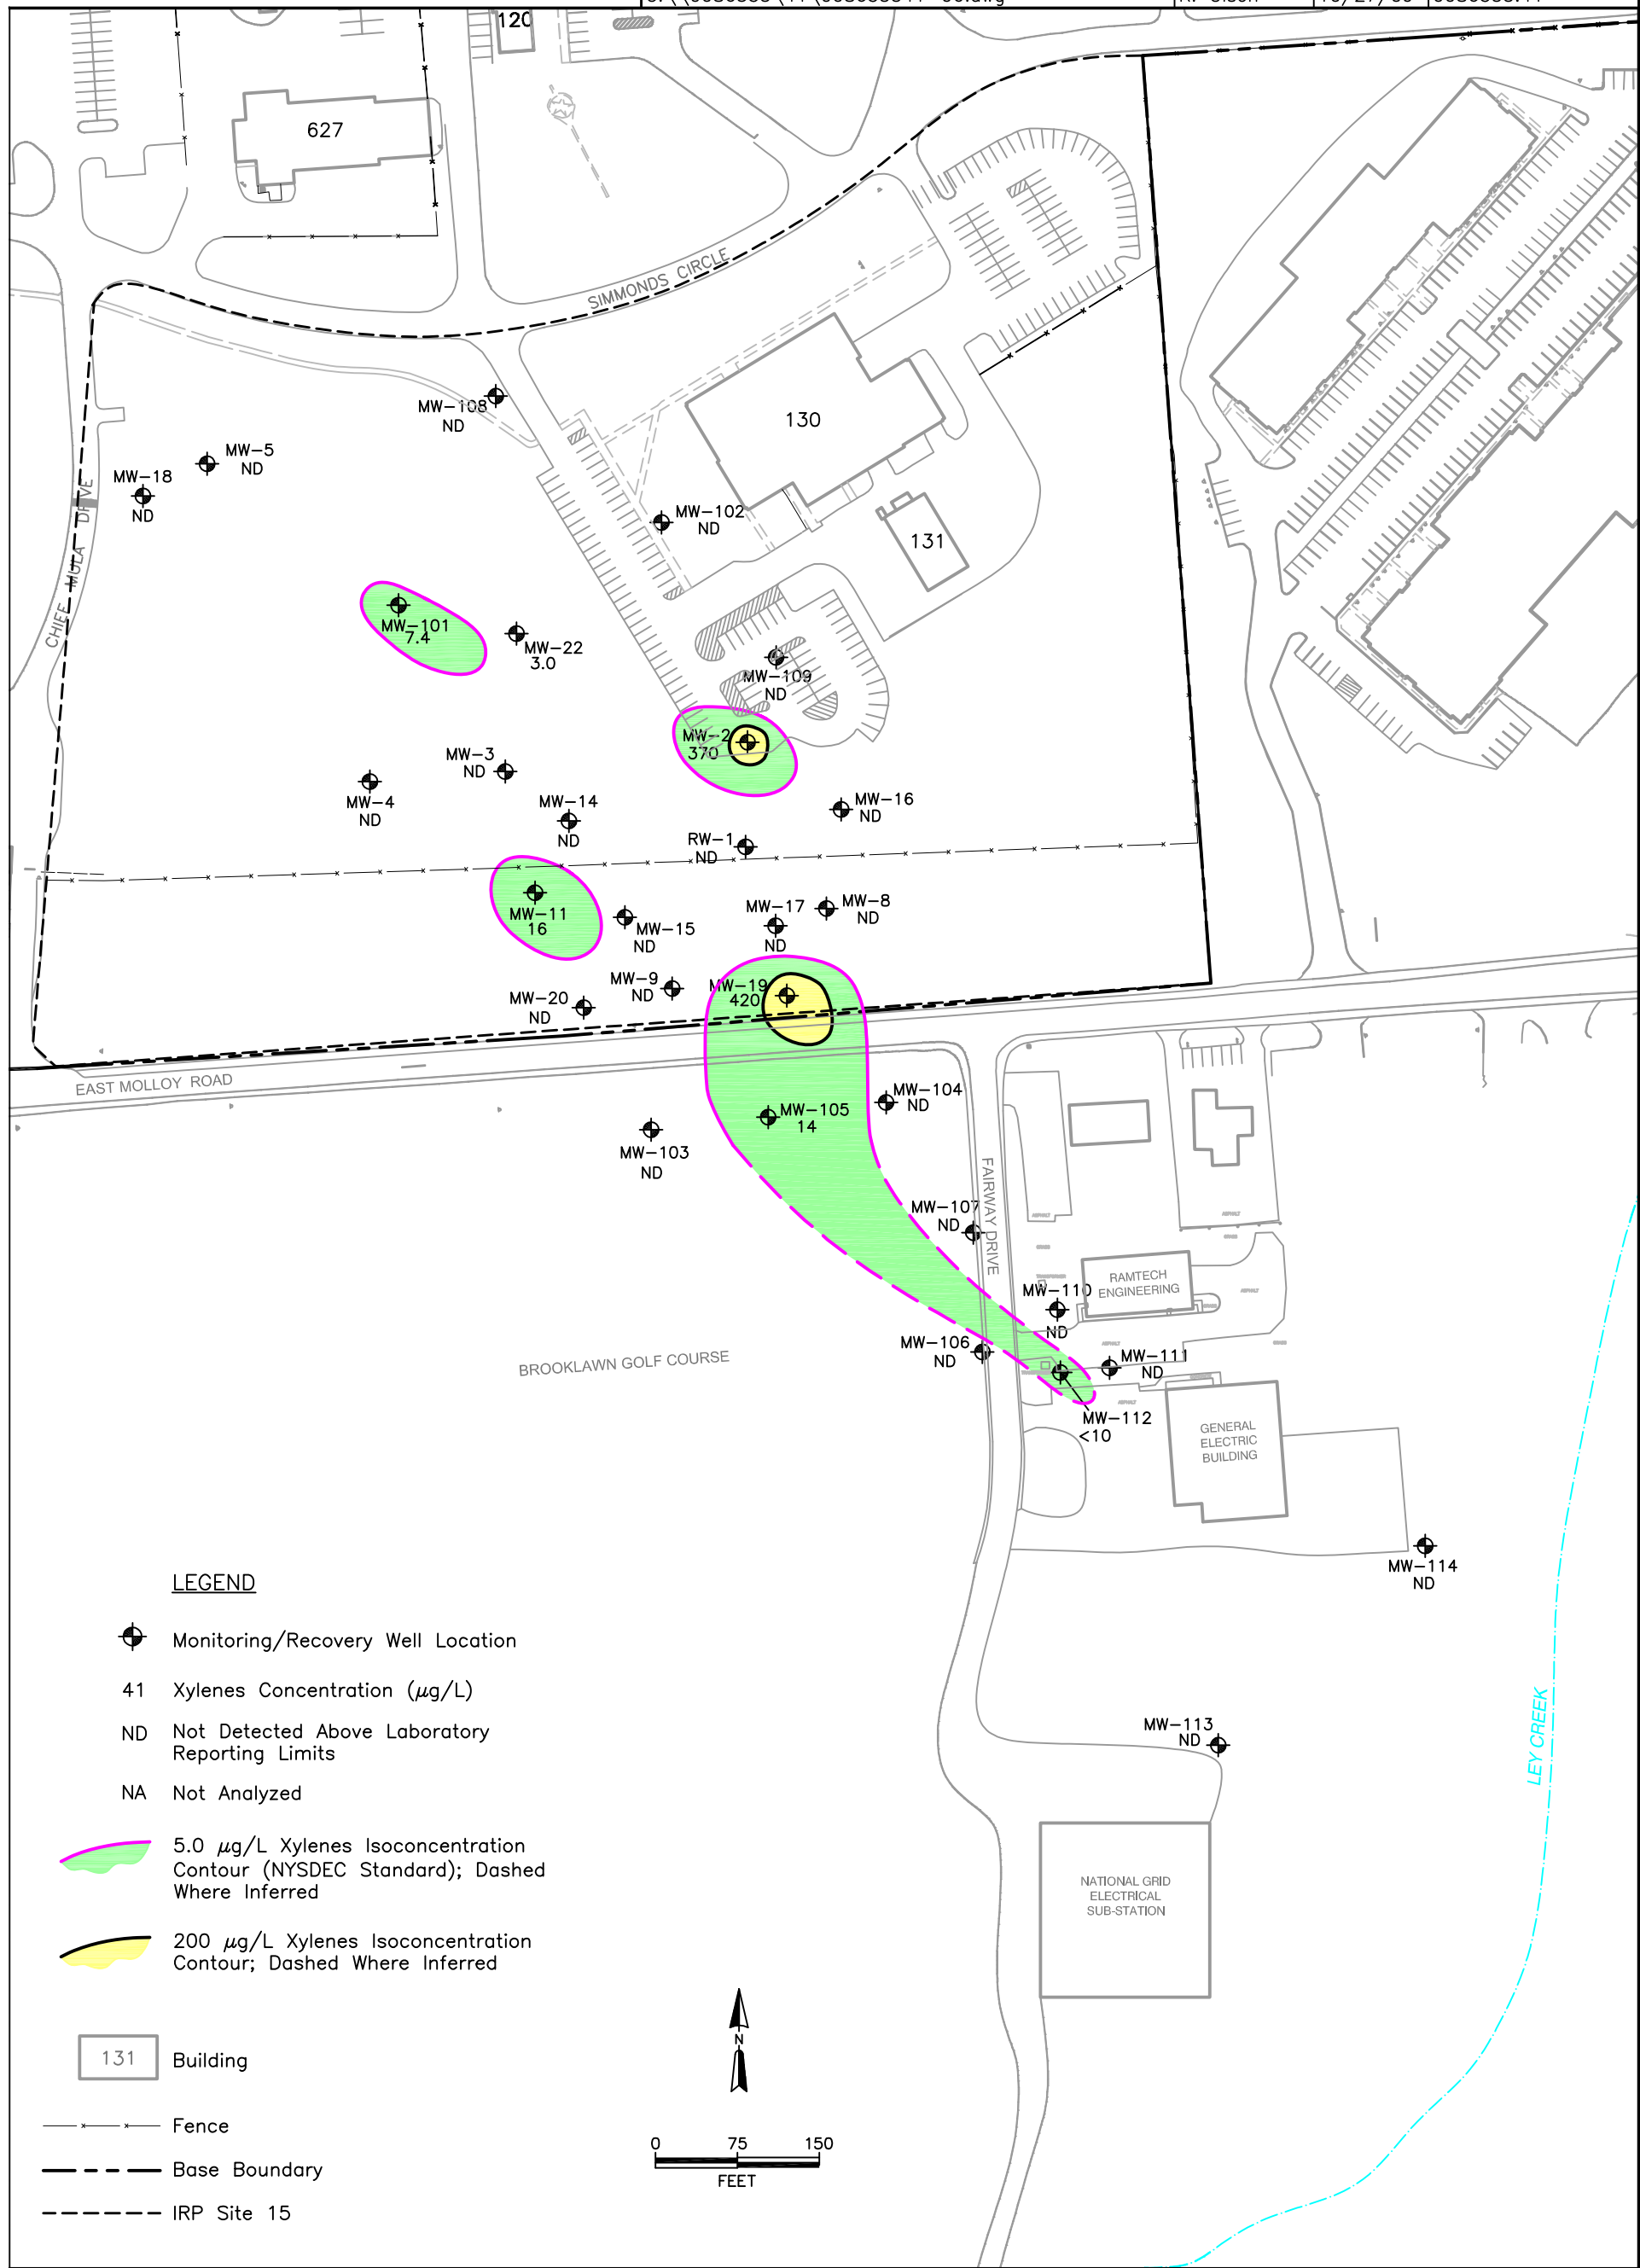 120
627
SIMMONDS CIRCLE
MW-108
ND
130
MW-5
ND
MW-18
ND
CHIEF MULA DRIVE
MW-102
ND
131
MW-101
7.4
MW-22
3.0
MW-109
ND
MW-2
370
MW-3
ND
MW-4
ND
MW-14
ND
MW-16
ND
RW-1
ND
MW-11
16
MW-15
ND
MW-17
ND
MW-8
ND
MW-9
ND
MW-19
420
MW-20
ND
EAST MOLLOY ROAD
MW-104
ND
MW-105
14
MW-103
ND
FAIRWAY DRIVE
MW-107
ND
RAMTECH
ENGINEERING
MW-110
ND
MW-106
ND
MW-111
ND
BROOKLAWN GOLF COURSE
MW-112
<10
GENERAL
ELECTRIC
BUILDING
MW-114
ND
MW-113
ND
LEY CREEK
NATIONAL GRID
ELECTRICAL
SUB-STATION
LEGEND
Monitoring/Recovery Well Location
41 Xylenes Concentration (µg/L)
ND Not Detected Above Laboratory
Reporting Limits
NA Not Analyzed
5.0 µg/L Xylenes Isoconcentration
Contour (NYSDEC Standard); Dashed
Where Inferred
200 µg/L Xylenes Isoconcentration
Contour; Dashed Where Inferred
131 Building
Fence
Base Boundary
IRP Site 15
N
0 75 150
FEET